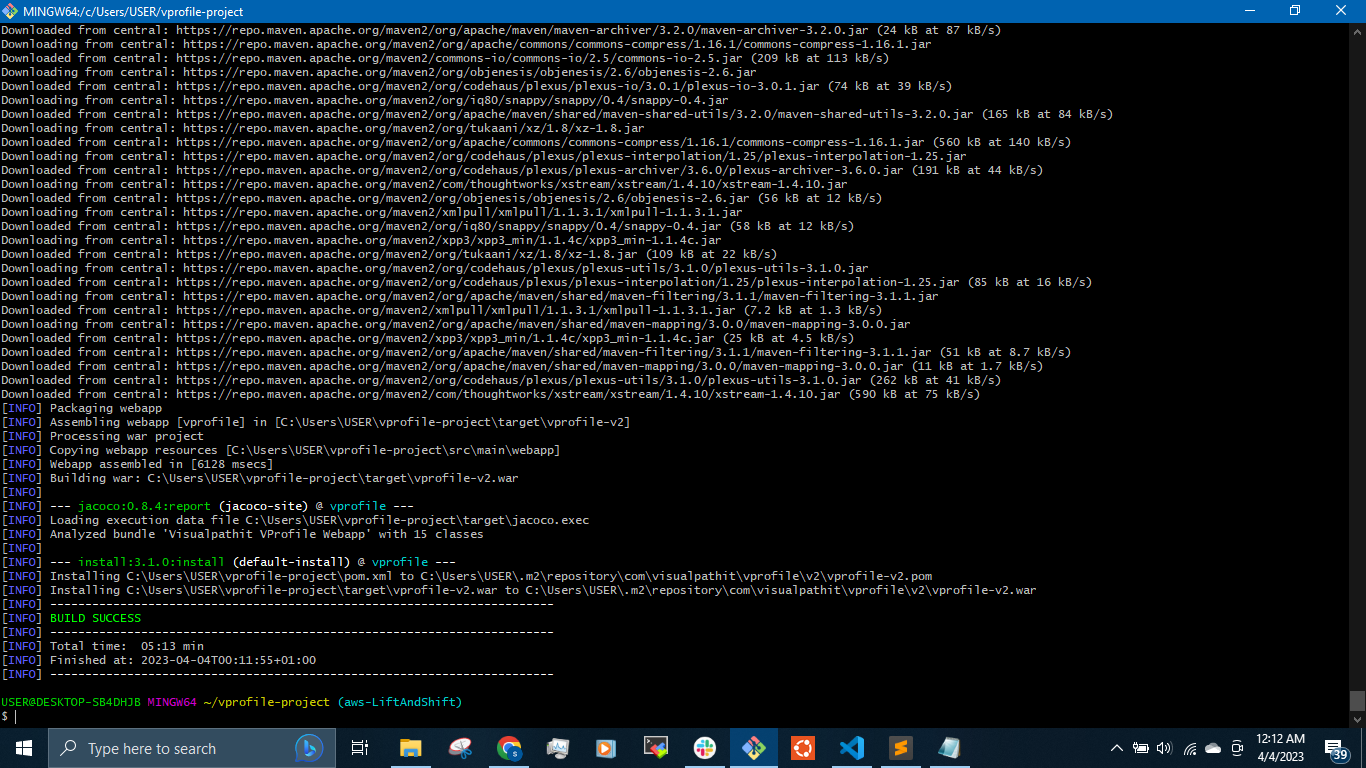 MINGW64:/c/Users/USER/vprofile-project
Downloaded from central: https://repo.maven.apache.org/maven2/org/apache/maven/maven-archiver/3.2.0/maven-archiver-3.2.0.jar (24 kB at 87 kB/s)
Downloading from central: https://repo.maven.apache.org/maven2/org/apache/commons/commons-compress/1.16.1/commons-compress-1.16.1.jar
Downloaded from central: https://repo.maven.apache.org/maven2/commons-io/commons-io/2.5/commons-io-2.5.jar (209 kB at 113 kB/s)
Downloading from central: https://repo.maven.apache.org/maven2/org/objenesis/objenesis/2.6/objenesis-2.6.jar
Downloaded from central: https://repo.maven.apache.org/maven2/org/codehaus/plexus/plexus-io/3.0.1/plexus-io-3.0.1.jar (74 kB at 39 kB/s)
Downloading from central: https://repo.maven.apache.org/maven2/org/iq80/snappy/snappy/0.4/snappy-0.4.jar
Downloaded from central: https://repo.maven.apache.org/maven2/org/apache/maven/shared/maven-shared-utils/3.2.0/maven-shared-utils-3.2.0.jar (165 kB at 84 kB/s)
Downloading from central: https://repo.maven.apache.org/maven2/org/tukaani/xz/1.8/xz-1.8.jar
Downloaded from central: https://repo.maven.apache.org/maven2/org/apache/commons/commons-compress/1.16.1/commons-compress-1.16.1.jar (560 kB at 140 kB/s)
Downloading from central: https://repo.maven.apache.org/maven2/org/codehaus/plexus/plexus-interpolation/1.25/plexus-interpolation-1.25.jar
Downloaded from central: https://repo.maven.apache.org/maven2/org/codehaus/plexus/plexus-archiver/3.6.0/plexus-archiver-3.6.0.jar (191 kB at 44 kB/s)
Downloading from central: https://repo.maven.apache.org/maven2/com/thoughtworks/xstream/xstream/1.4.10/xstream-1.4.10.jar
Downloaded from central: https://repo.maven.apache.org/maven2/org/objenesis/objenesis/2.6/objenesis-2.6.jar (56 kB at 12 kB/s)
Downloading from central: https://repo.maven.apache.org/maven2/xmlpull/xmlpull/1.1.3.1/xmlpull-1.1.3.1.jar
Downloaded from central: https://repo.maven.apache.org/maven2/org/iq80/snappy/snappy/0.4/snappy-0.4.jar (58 kB at 12 kB/s)
Downloading from central: https://repo.maven.apache.org/maven2/xpp3/xpp3_min/1.1.4c/xpp3_min-1.1.4c.jar
Downloaded from central: https://repo.maven.apache.org/maven2/org/tukaani/xz/1.8/xz-1.8.jar (109 kB at 22 kB/s)
Downloading from central: https://repo.maven.apache.org/maven2/org/codehaus/plexus/plexus-utils/3.1.0/plexus-utils-3.1.0.jar
Downloaded from central: https://repo.maven.apache.org/maven2/org/codehaus/plexus/plexus-interpolation/1.25/plexus-interpolation-1.25.jar (85 kB at 16 kB/s)
Downloading from central: https://repo.maven.apache.org/maven2/org/apache/maven/shared/maven-filtering/3.1.1/maven-filtering-3.1.1.jar
Downloaded from central: https://repo.maven.apache.org/maven2/xmlpull/xmlpull/1.1.3.1/xmlpull-1.1.3.1.jar (7.2 kB at 1.3 kB/s)
Downloading from central: https://repo.maven.apache.org/maven2/org/apache/maven/shared/maven-mapping/3.0.0/maven-mapping-3.0.0.jar
Downloaded from central: https://repo.maven.apache.org/maven2/xpp3/xpp3_min/1.1.4c/xpp3_min-1.1.4c.jar (25 kB at 4.5 kB/s)
Downloaded from central: https://repo.maven.apache.org/maven2/org/apache/maven/shared/maven-filtering/3.1.1/maven-filtering-3.1.1.jar (51 kB at 8.7 kB/s)
Downloaded from central: https://repo.maven.apache.org/maven2/org/apache/maven/shared/maven-mapping/3.0.0/maven-mapping-3.0.0.jar (11 kB at 1.7 kB/s)
Downloaded from central: https://repo.maven.apache.org/maven2/org/codehaus/plexus/plexus-utils/3.1.0/plexus-utils-3.1.0.jar (262 kB at 41 kB/s)
Downloaded from central: https://repo.maven.apache.org/maven2/com/thoughtworks/xstream/xstream/1.4.10/xstream-1.4.10.jar (590 kB at 75 kB/s)
[INFO] Packaging webapp
[INFO] Assembling webapp [vprofile] in [C:\Users\USER\vprofile-project\target\vprofile-v2]
[INFO] Processing war project
[INFO] Copying webapp resources [C:\Users\USER\vprofile-project\src\main\webapp]
[INFO] Webapp assembled in [6128 msecs]
[INFO] Building war: C:\Users\USER\vprofile-project\target\vprofile-v2.war
[INFO]
[INFO] --- jacoco:0.8.4:report (jacoco-site) @ vprofile ---
[INFO] Loading execution data file C:\Users\USER\vprofile-project\target\jacoco.exec
[INFO] Analyzed bundle 'Visualpathit VProfile Webapp' with 15 classes
[INFO]
[INFO] --- install:3.1.0:install (default-install) @ vprofile ---
[INFO] Installing C:\Users\USER\vprofile-project\pom.xml to C:\Users\USER\.m2\repository\com\visualpathit\vprofile\v2\vprofile-v2.pom
[INFO] Installing C:\Users\USER\vprofile-project\target\vprofile-v2.war to C:\Users\USER\.m2\repository\com\visualpathit\vprofile\v2\vprofile-v2.war
[INFO] ------------------------------------------------------------------------
[INFO] BUILD SUCCESS
[INFO] ------------------------------------------------------------------------
[INFO] Total time:  05:13 min
[INFO] Finished at: 2023-04-04T00:11:55+01:00
[INFO] ------------------------------------------------------------------------
USER@DESKTOP-SB4DHJB MINGW64 ~/vprofile-project (aws-LiftAndShift)
$
Type here to search
12:12 AM
4/4/2023
39